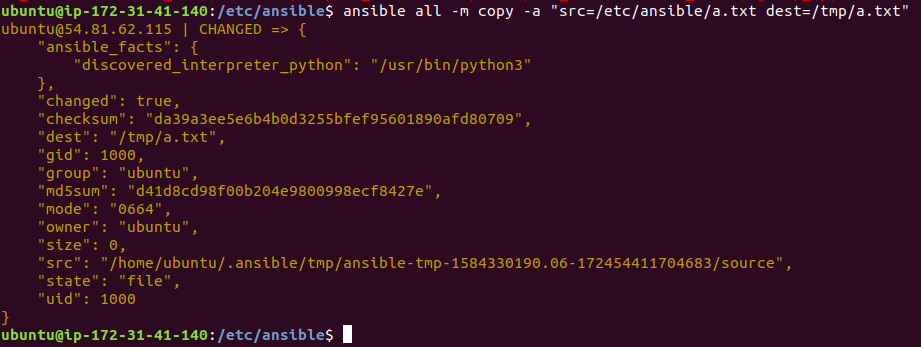 ubuntu@ip-172-31-41-140:/etc/ansible$ ansible all -m copy -a "src=/etc/ansible/a.txt dest=/tmp/a.txt"
ubuntu@54.81.62.115 | CHANGED => {
    "ansible_facts": {
        "discovered_interpreter_python": "/usr/bin/python3"
    },
    "changed": true,
    "checksum": "da39a3ee5e6b4b0d3255bfef95601890afd80709",
    "dest": "/tmp/a.txt",
    "gid": 1000,
    "group": "ubuntu",
    "md5sum": "d41d8cd98f00b204e9800998ecf8427e",
    "mode": "0664",
    "owner": "ubuntu",
    "size": 0,
    "src": "/home/ubuntu/.ansible/tmp/ansible-tmp-1584330190.06-172454411704683/source",
    "state": "file",
    "uid": 1000
}
ubuntu@ip-172-31-41-140:/etc/ansible$